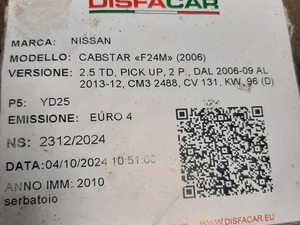 DISFACAR
MARCA: NISSAN
MODELLO: CABSTAR «F24M» (2006)
VERSIONE: 2.5 TD, PICK UP, 2 P., DAL 2006-09 AL
2013-12, CM3 2488, CV 131, KW. 96 (D)
P5: YD25
EMISSIONE: EURO 4
NS: 2312/2024
DATA: 04/10/2024 10:51:03
ANNO IMM: 2010
serbatoio
WWW.DISFACAR.EU